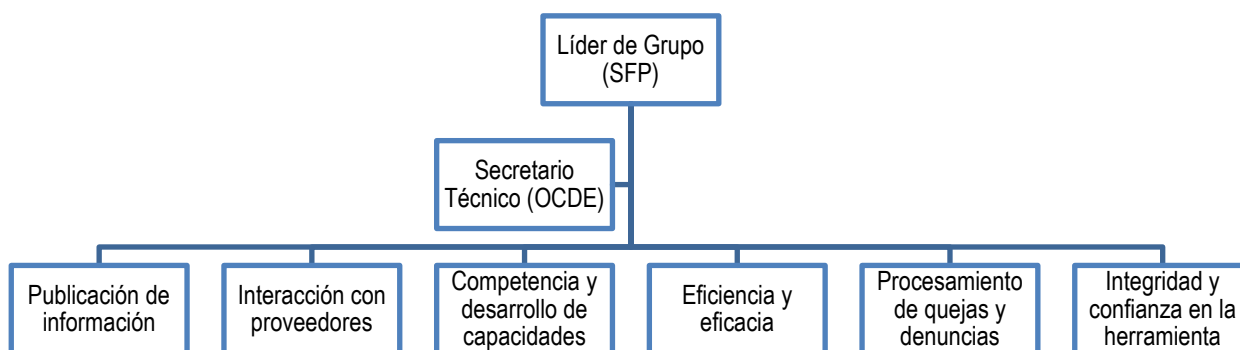 Líder de Grupo
(SFP)
Secretario
Técnico (OCDE)
Publicación de
información
Interacción con
proveedores
Competencia y
desarrollo de
capacidades
Eficiencia y
eficacia
Procesamiento
de quejas y
denuncias
Integridad y
confianza en la
herramienta